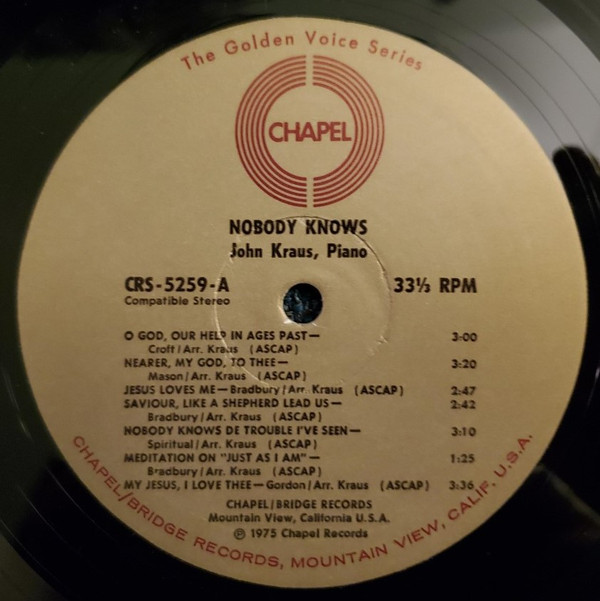 The Golden Voice Series
CHAPEL
NOBODY KNOWS
John Kraus, Piano
CRS-5259-A 33⅓ RPM
Compatible Stereo
O GOD, OUR HELP IN AGES PAST— 3:00
Croft/Arr. Kraus (ASCAP)
NEARER, MY GOD, TO THEE— 3:20
Mason/Arr. Kraus (ASCAP)
JESUS LOVES ME—Bradbury/Arr. Kraus (ASCAP) 2:47
SAVIOUR, LIKE A SHEPHERD LEAD US— 2:42
Bradbury/Arr. Kraus (ASCAP)
NOBODY KNOWS DE TROUBLE I'VE SEEN— 3:10
Spiritual/Arr. Kraus (ASCAP)
MEDITATION ON "JUST AS I AM"— 1:25
Bradbury/Arr. Kraus (ASCAP)
MY JESUS, I LOVE THEE—Gordon/Arr. Kraus (ASCAP) 3:36
CHAPEL/BRIDGE RECORDS
Mountain View, California U.S.A.
℗ 1975 Chapel Records
CHAPEL/BRIDGE RECORDS, MOUNTAIN VIEW, CALIF. U.S.A.